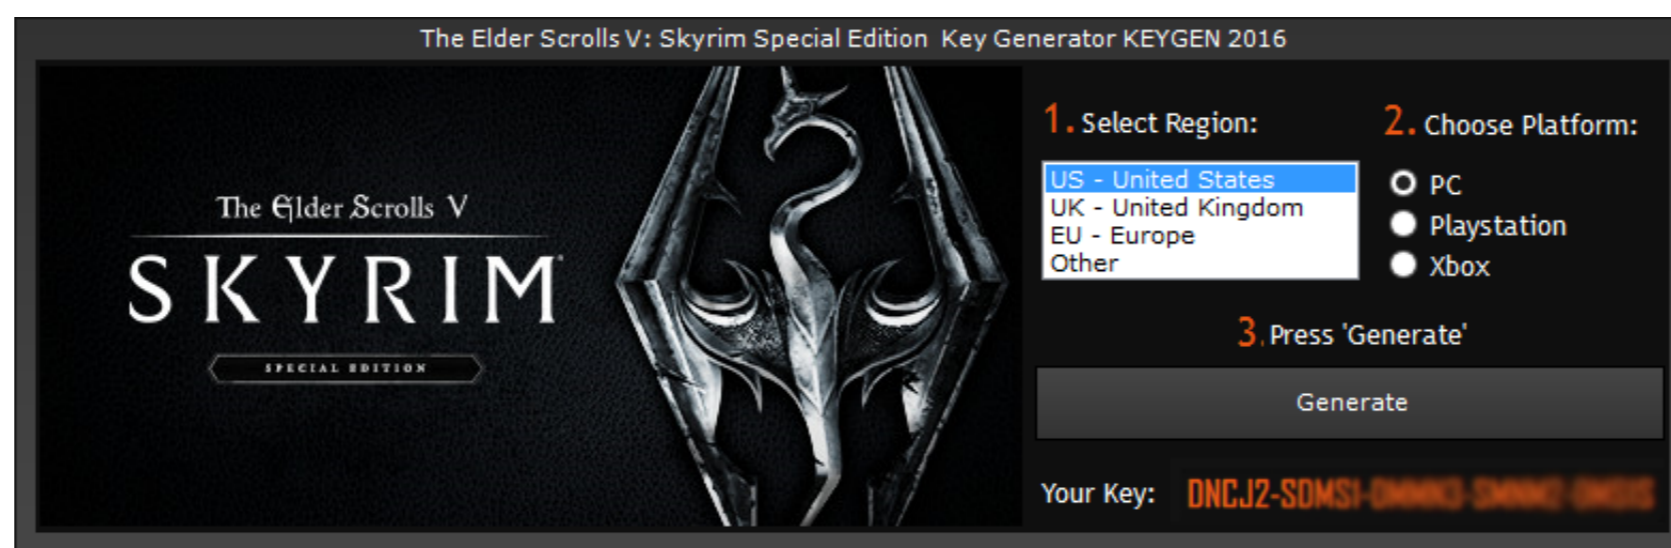 The Elder Scrolls V: Skyrim Special Edition Key Generator KEYGEN 2016
The Elder Scrolls V
SKYRIM
SPECIAL EDITION
1. Select Region:
US - United States
UK - United Kingdom
EU - Europe
Other
2. Choose Platform:
PC
Playstation
Xbox
3. Press 'Generate'
Generate
Your Key: DNCJ2-SDMS1-